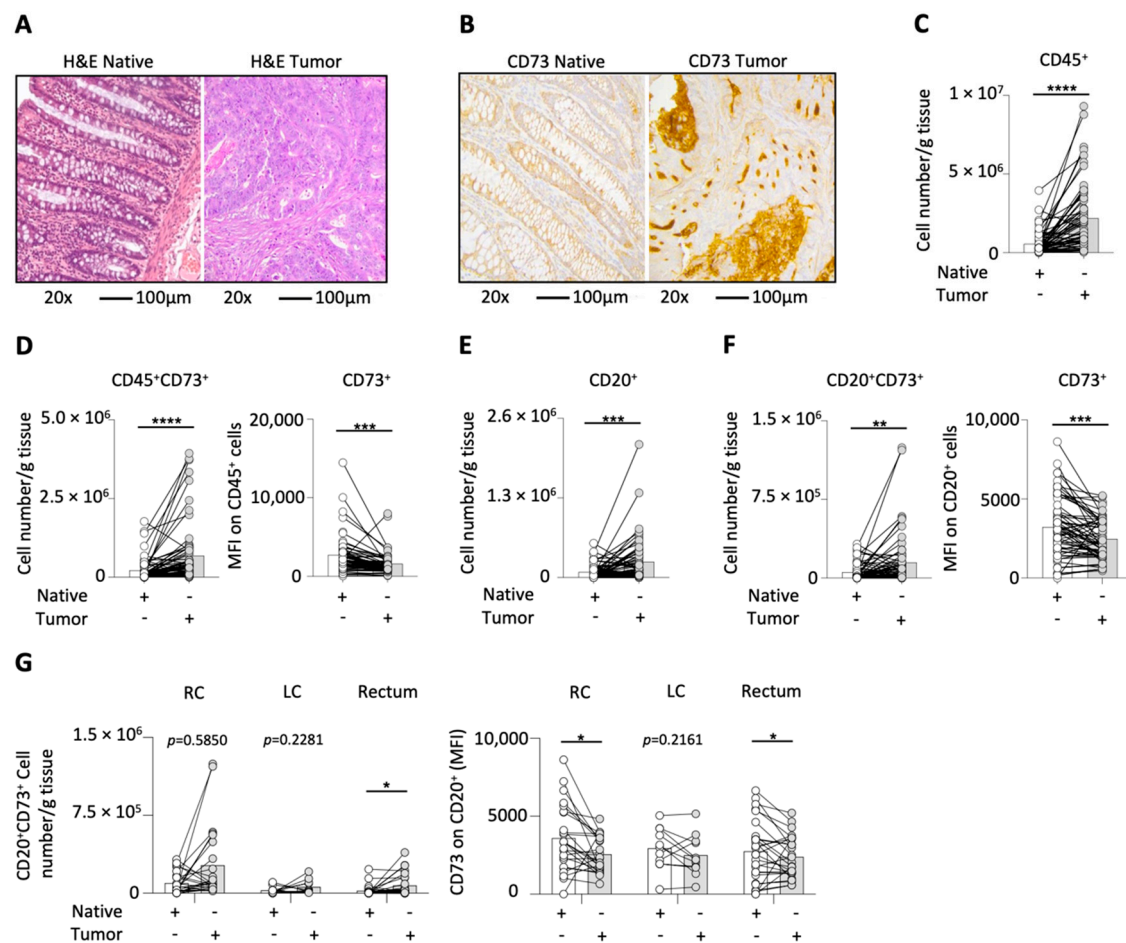 A
H&E Native
H&E Tumor
20x
100µm
20x
100µm
B
CD73 Native
CD73 Tumor
20x
100µm
20x
100µm
C
CD45⁺
****
Cell number/g tissue
1 × 10⁷
5 × 10⁶
0
Native + -
Tumor - +
D
CD45⁺CD73⁺
****
Cell number/g tissue
5.0 × 10⁶
2.5 × 10⁶
0
Native + -
Tumor - +
CD73⁺
***
MFI on CD45⁺ cells
20,000
10,000
0
+ -
- +
E
CD20⁺
***
Cell number/g tissue
2.6 × 10⁶
1.3 × 10⁶
0
Native + -
Tumor - +
F
CD20⁺CD73⁺
**
Cell number/g tissue
1.5 × 10⁶
7.5 × 10⁵
0
Native + -
Tumor - +
CD73⁺
***
MFI on CD20⁺ cells
10,000
5000
0
+ -
- +
G
RC LC Rectum
p=0.5850 p=0.2281 *
CD20⁺CD73⁺ Cell
number/g tissue
1.5 × 10⁶
7.5 × 10⁵
0
Native + - + - + -
Tumor - + - + - +
RC LC Rectum
* p=0.2161 *
CD73 on CD20⁺ (MFI)
10,000
5000
0
+ - + - + -
- + - + - +